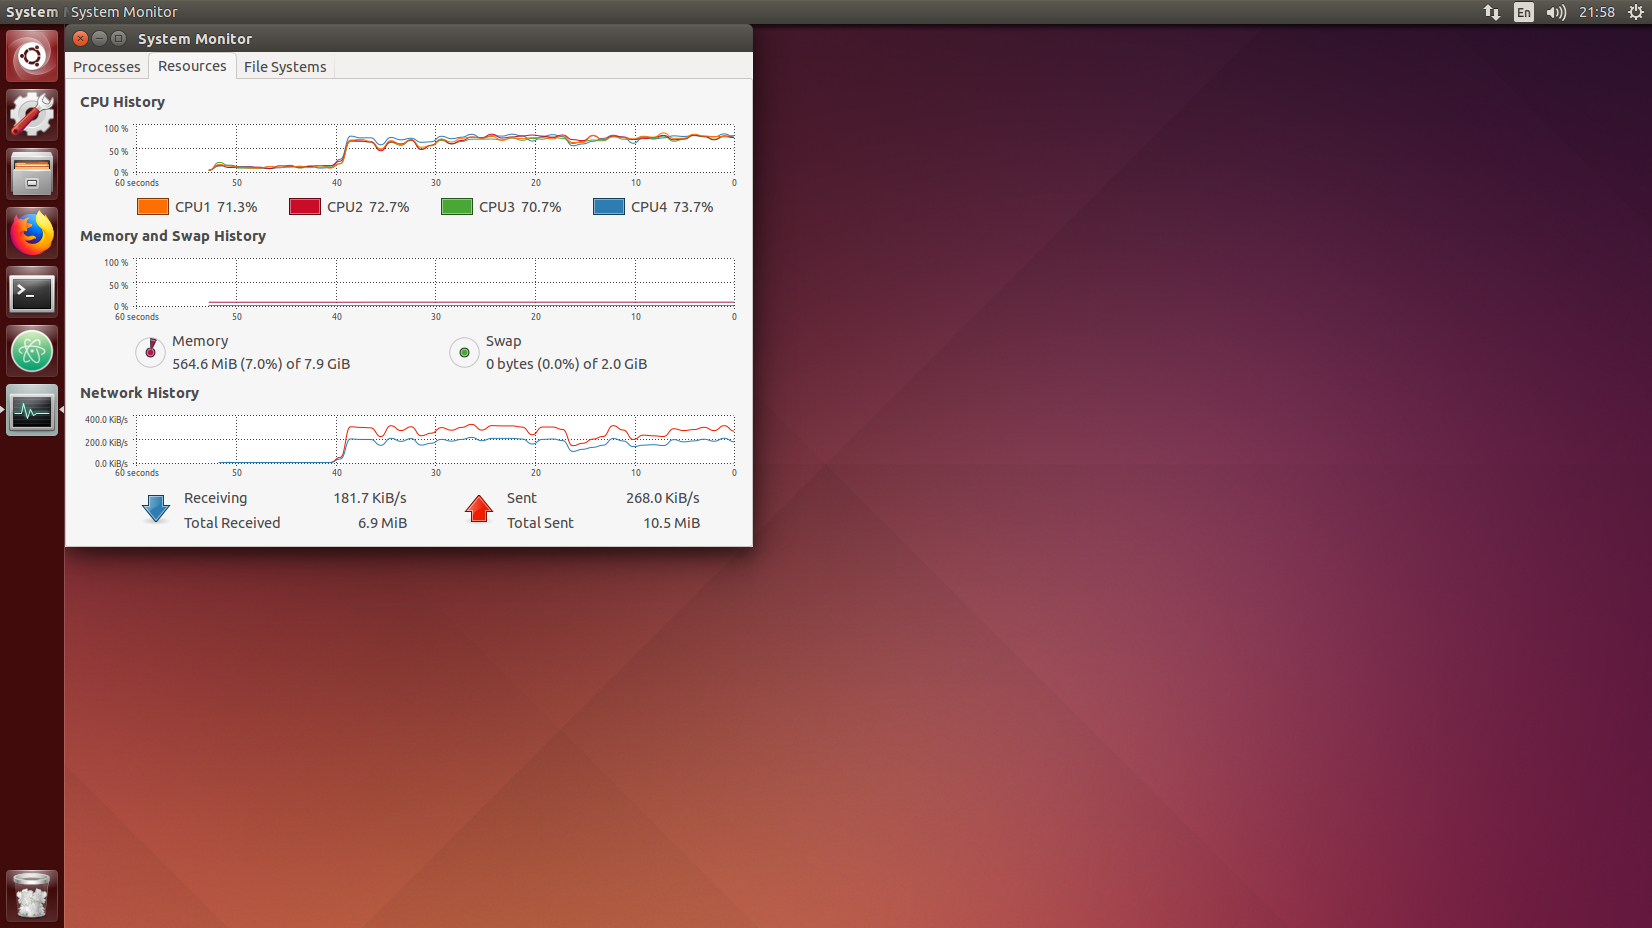 System System Monitor En 21:58
System Monitor
Processes Resources File Systems
CPU History
100 %
50 %
0 %
60 seconds 50 40 30 20 10 0
CPU1 71.3% CPU2 72.7% CPU3 70.7% CPU4 73.7%
Memory and Swap History
100 %
50 %
0 %
60 seconds 50 40 30 20 10 0
Memory Swap
564.6 MiB (7.0%) of 7.9 GiB 0 bytes (0.0%) of 2.0 GiB
Network History
400.0 KiB/s
200.0 KiB/s
0.0 KiB/s
60 seconds 50 40 30 20 10 0
Receiving 181.7 KiB/s Sent 268.0 KiB/s
Total Received 6.9 MiB Total Sent 10.5 MiB